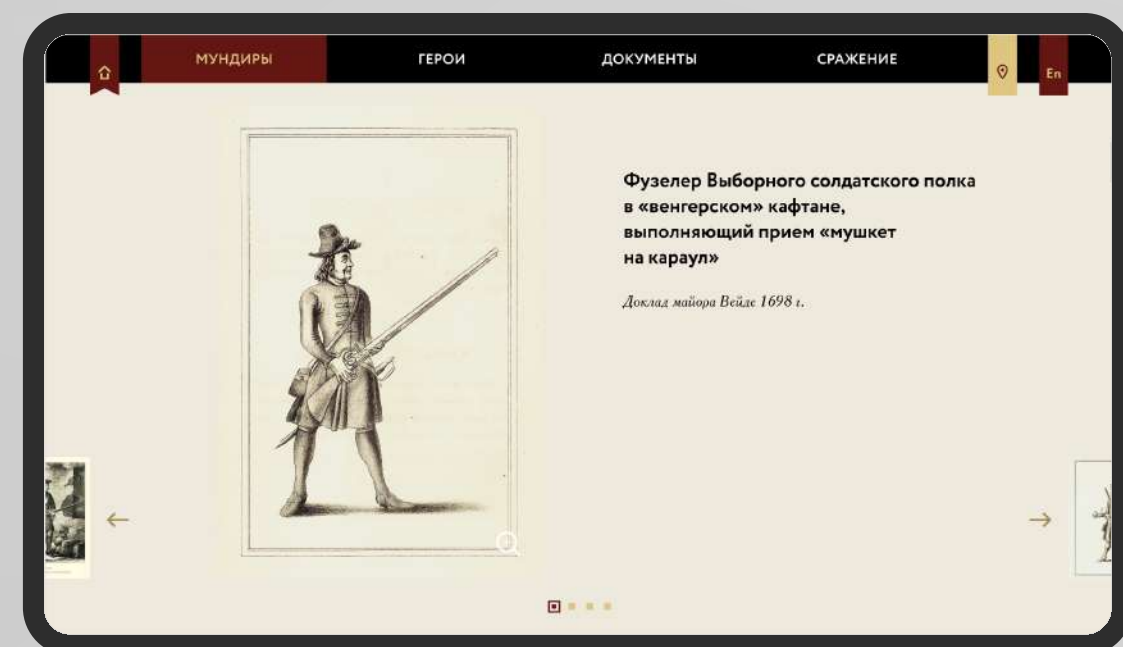 МУНДИРЫ
ГЕРОИ
ДОКУМЕНТЫ
СРАЖЕНИЕ
En
Фузелер Выборного солдатского полка
в «венгерском» кафтане,
выполняющий прием «мушкет
на караул»
Доклад майора Вейде 1698 г.